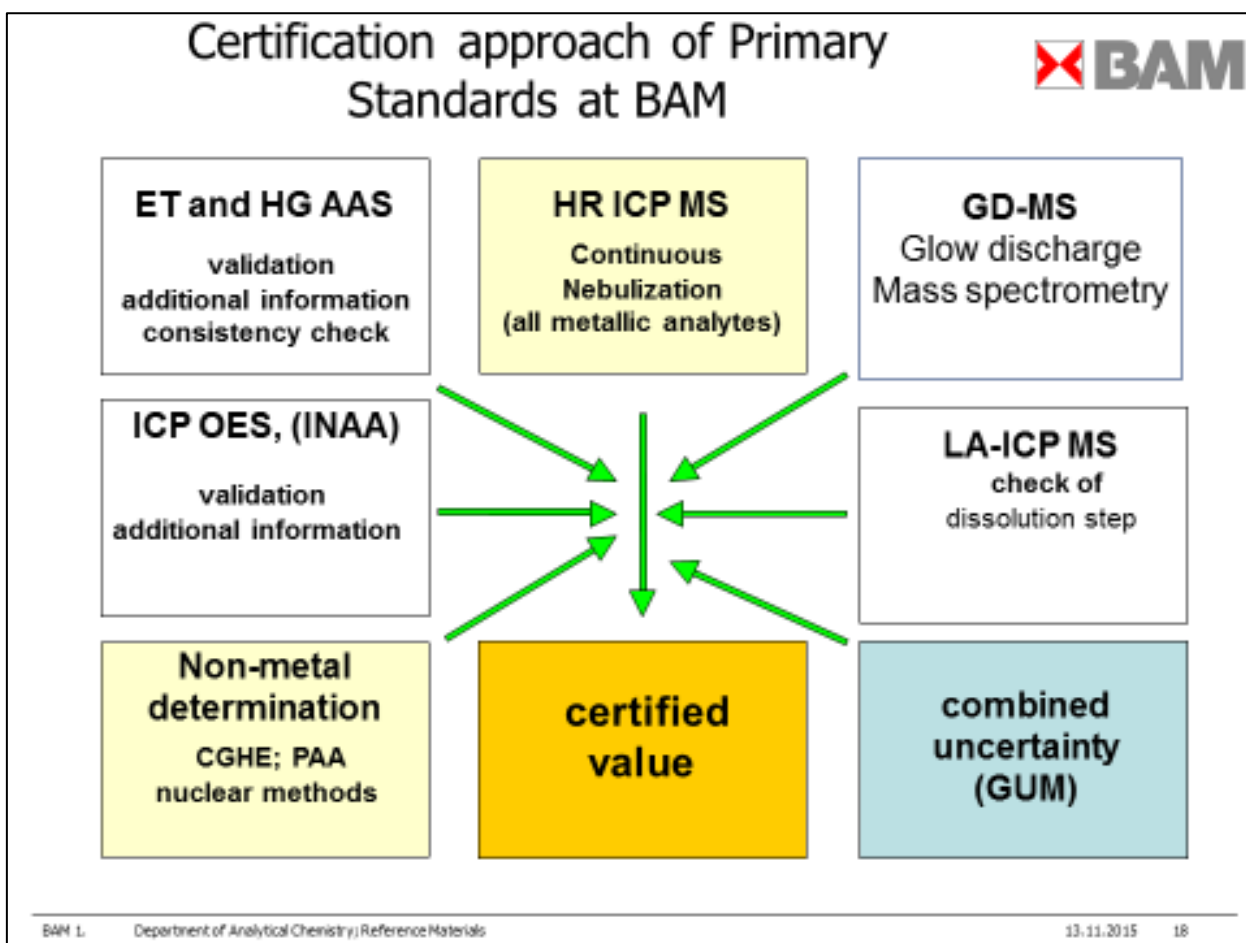 Certification approach of Primary
Standards at BAM
BAM
ET and HG AAS
validation
additional information
consistency check
HR ICP MS
Continuous
Nebulization
(all metallic analytes)
GD-MS
Glow discharge
Mass spectrometry
ICP OES, (INAA)
validation
additional information
LA-ICP MS
check of
dissolution step
Non-metal
determination
CGHE; PAA
nuclear methods
certified
value
combined
uncertainty
(GUM)
BAM 1. Department of Analytical Chemistry; Reference Materials 13.11.2015 18